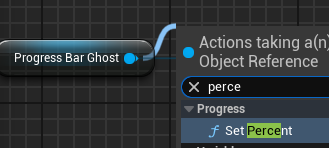 Progress Bar Ghost
Actions taking a(n)
Object Reference
perce
Progress
f Set Percent